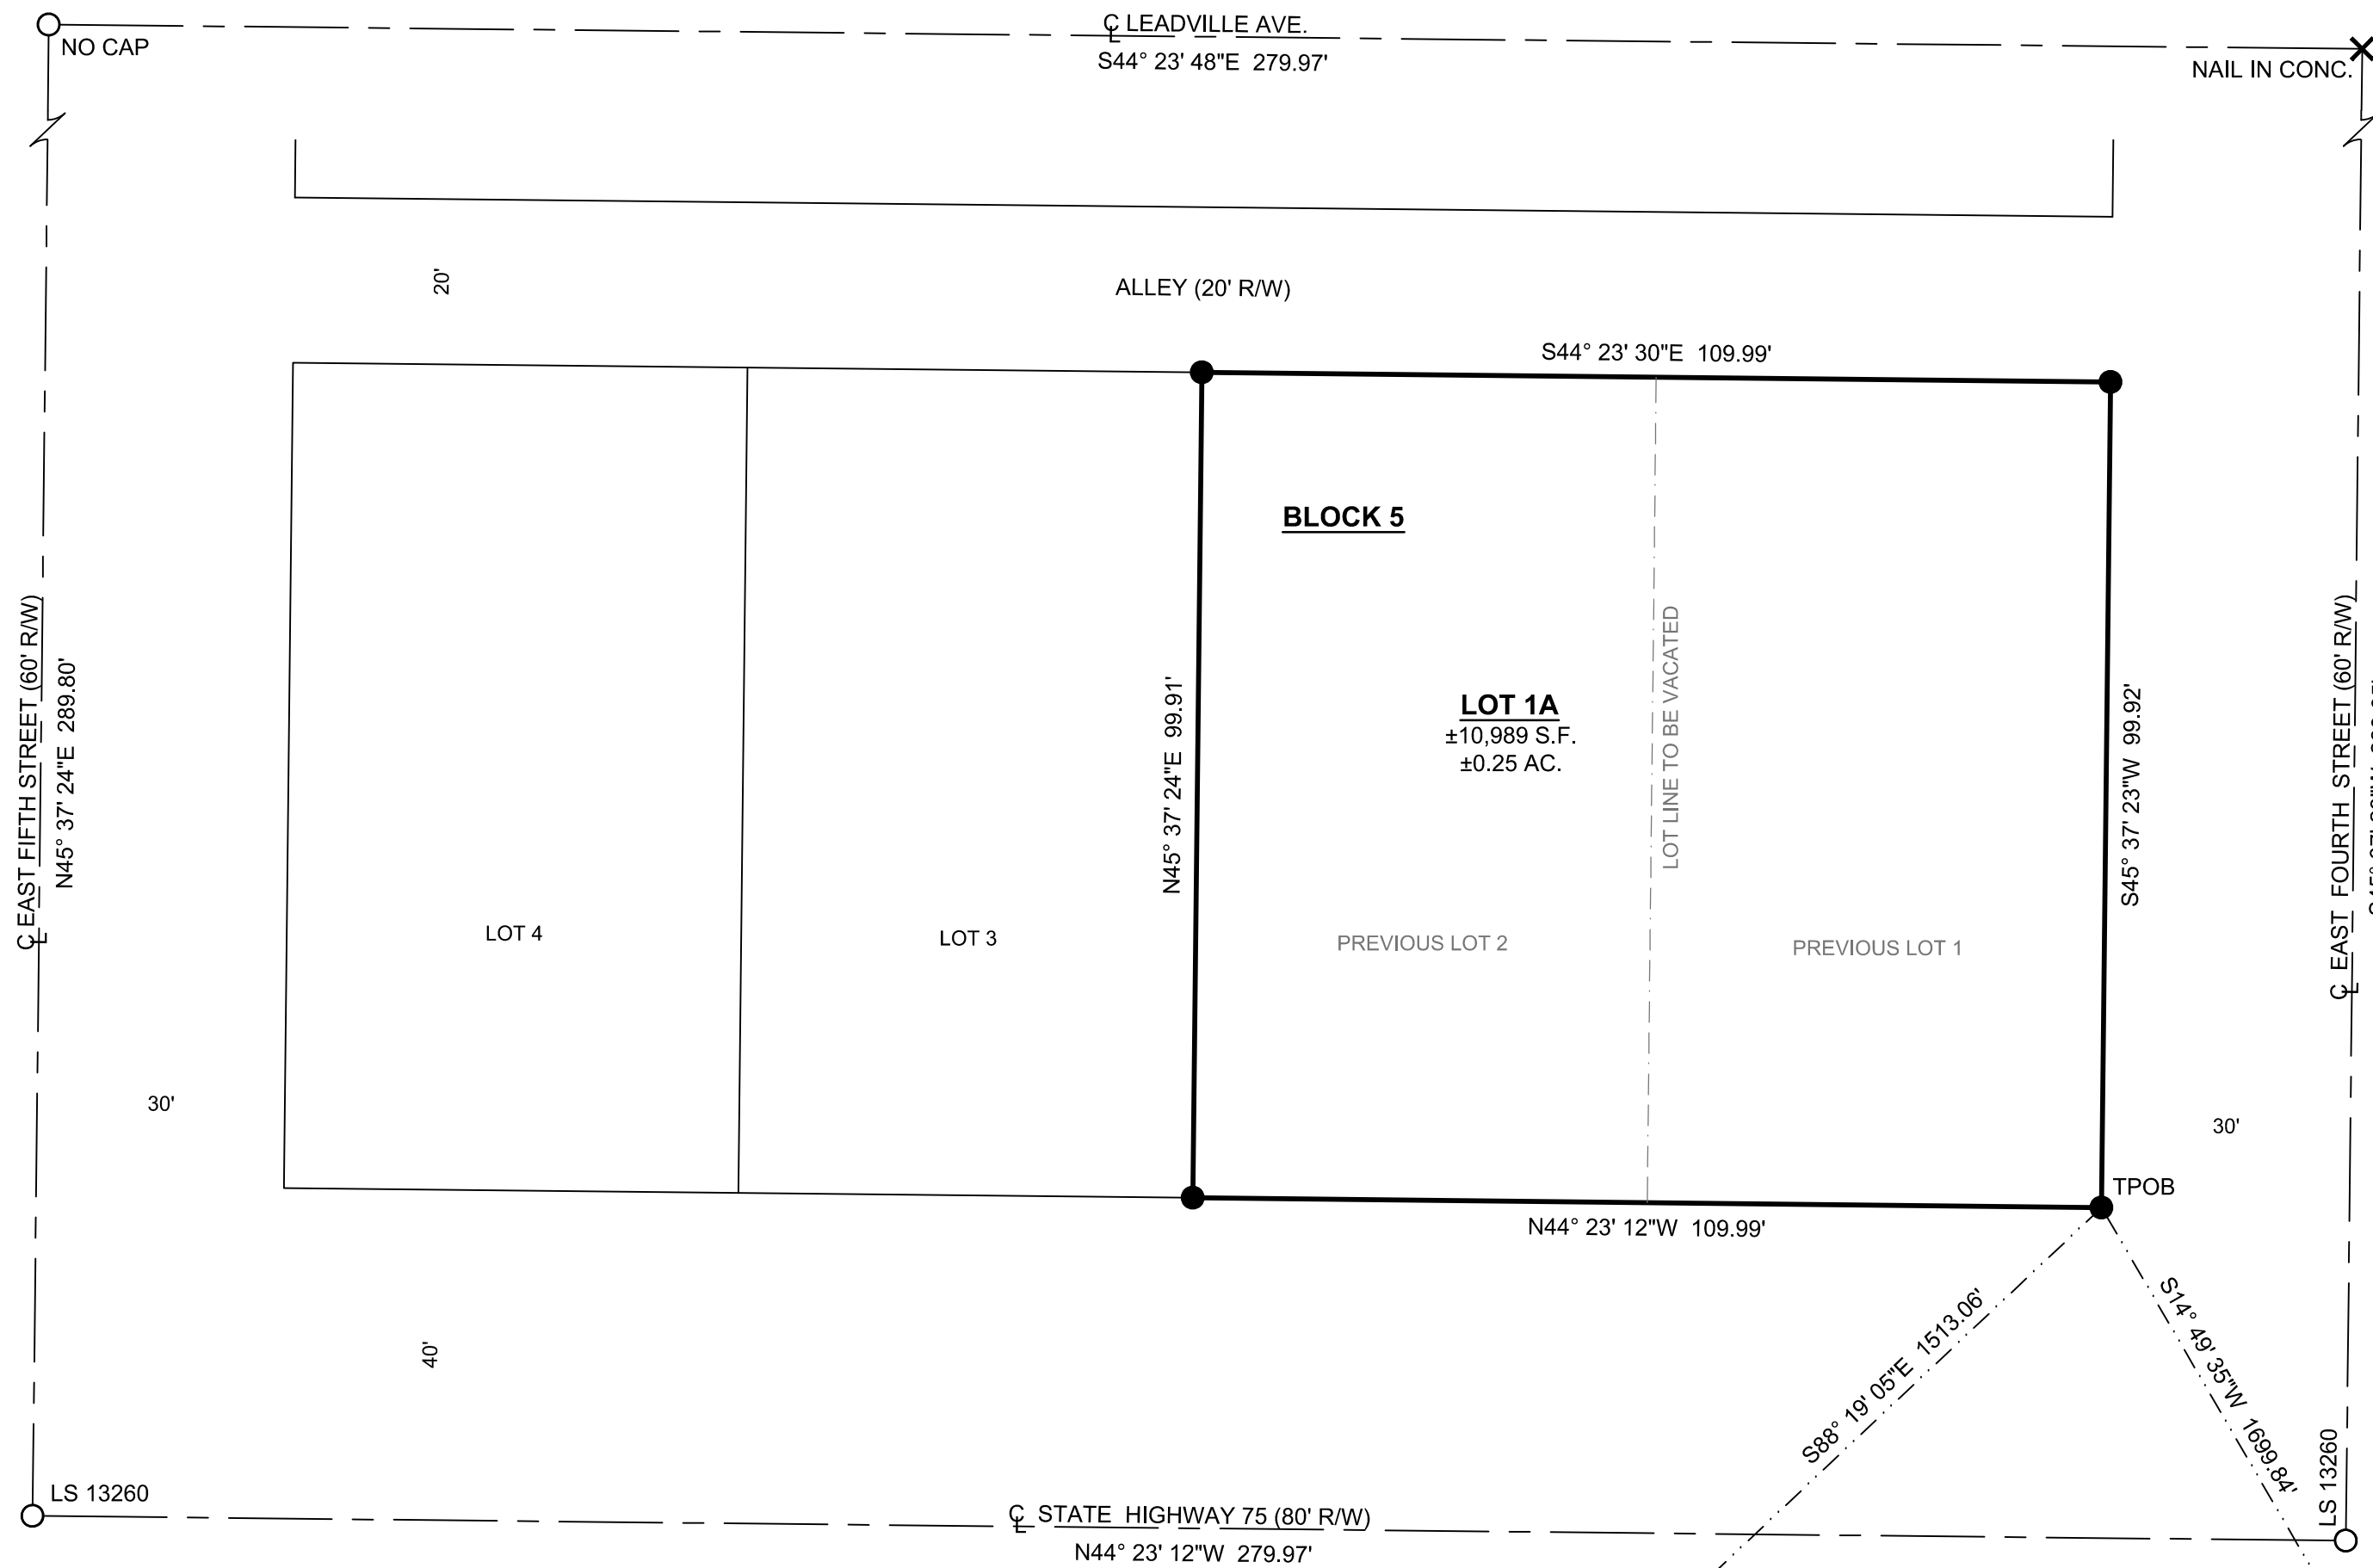 ℄ LEADVILLE AVE.
S44° 23' 48"E 279.97'
NO CAP
NAIL IN CONC.
20'
ALLEY (20' R/W)
S44° 23' 30"E 109.99'
BLOCK 5
℄ EAST FIFTH STREET (60' R/W)
N45° 37' 24"E 289.80'
N45° 37' 24"E 99.91'
LOT 1A
±10,989 S.F.
±0.25 AC.
LOT LINE TO BE VACATED
S45° 37' 23"W 99.92'
℄ EAST FOURTH STREET (60' R/W)
LOT 4
LOT 3
PREVIOUS LOT 2
PREVIOUS LOT 1
30'
30'
TPOB
N44° 23' 12"W 109.99'
40'
S88° 19' 05"E 1513.06'
S14° 49' 35"W 1699.84'
LS 13260
LS 13260
℄ STATE HIGHWAY 75 (80' R/W)
N44° 23' 12"W 279.97'